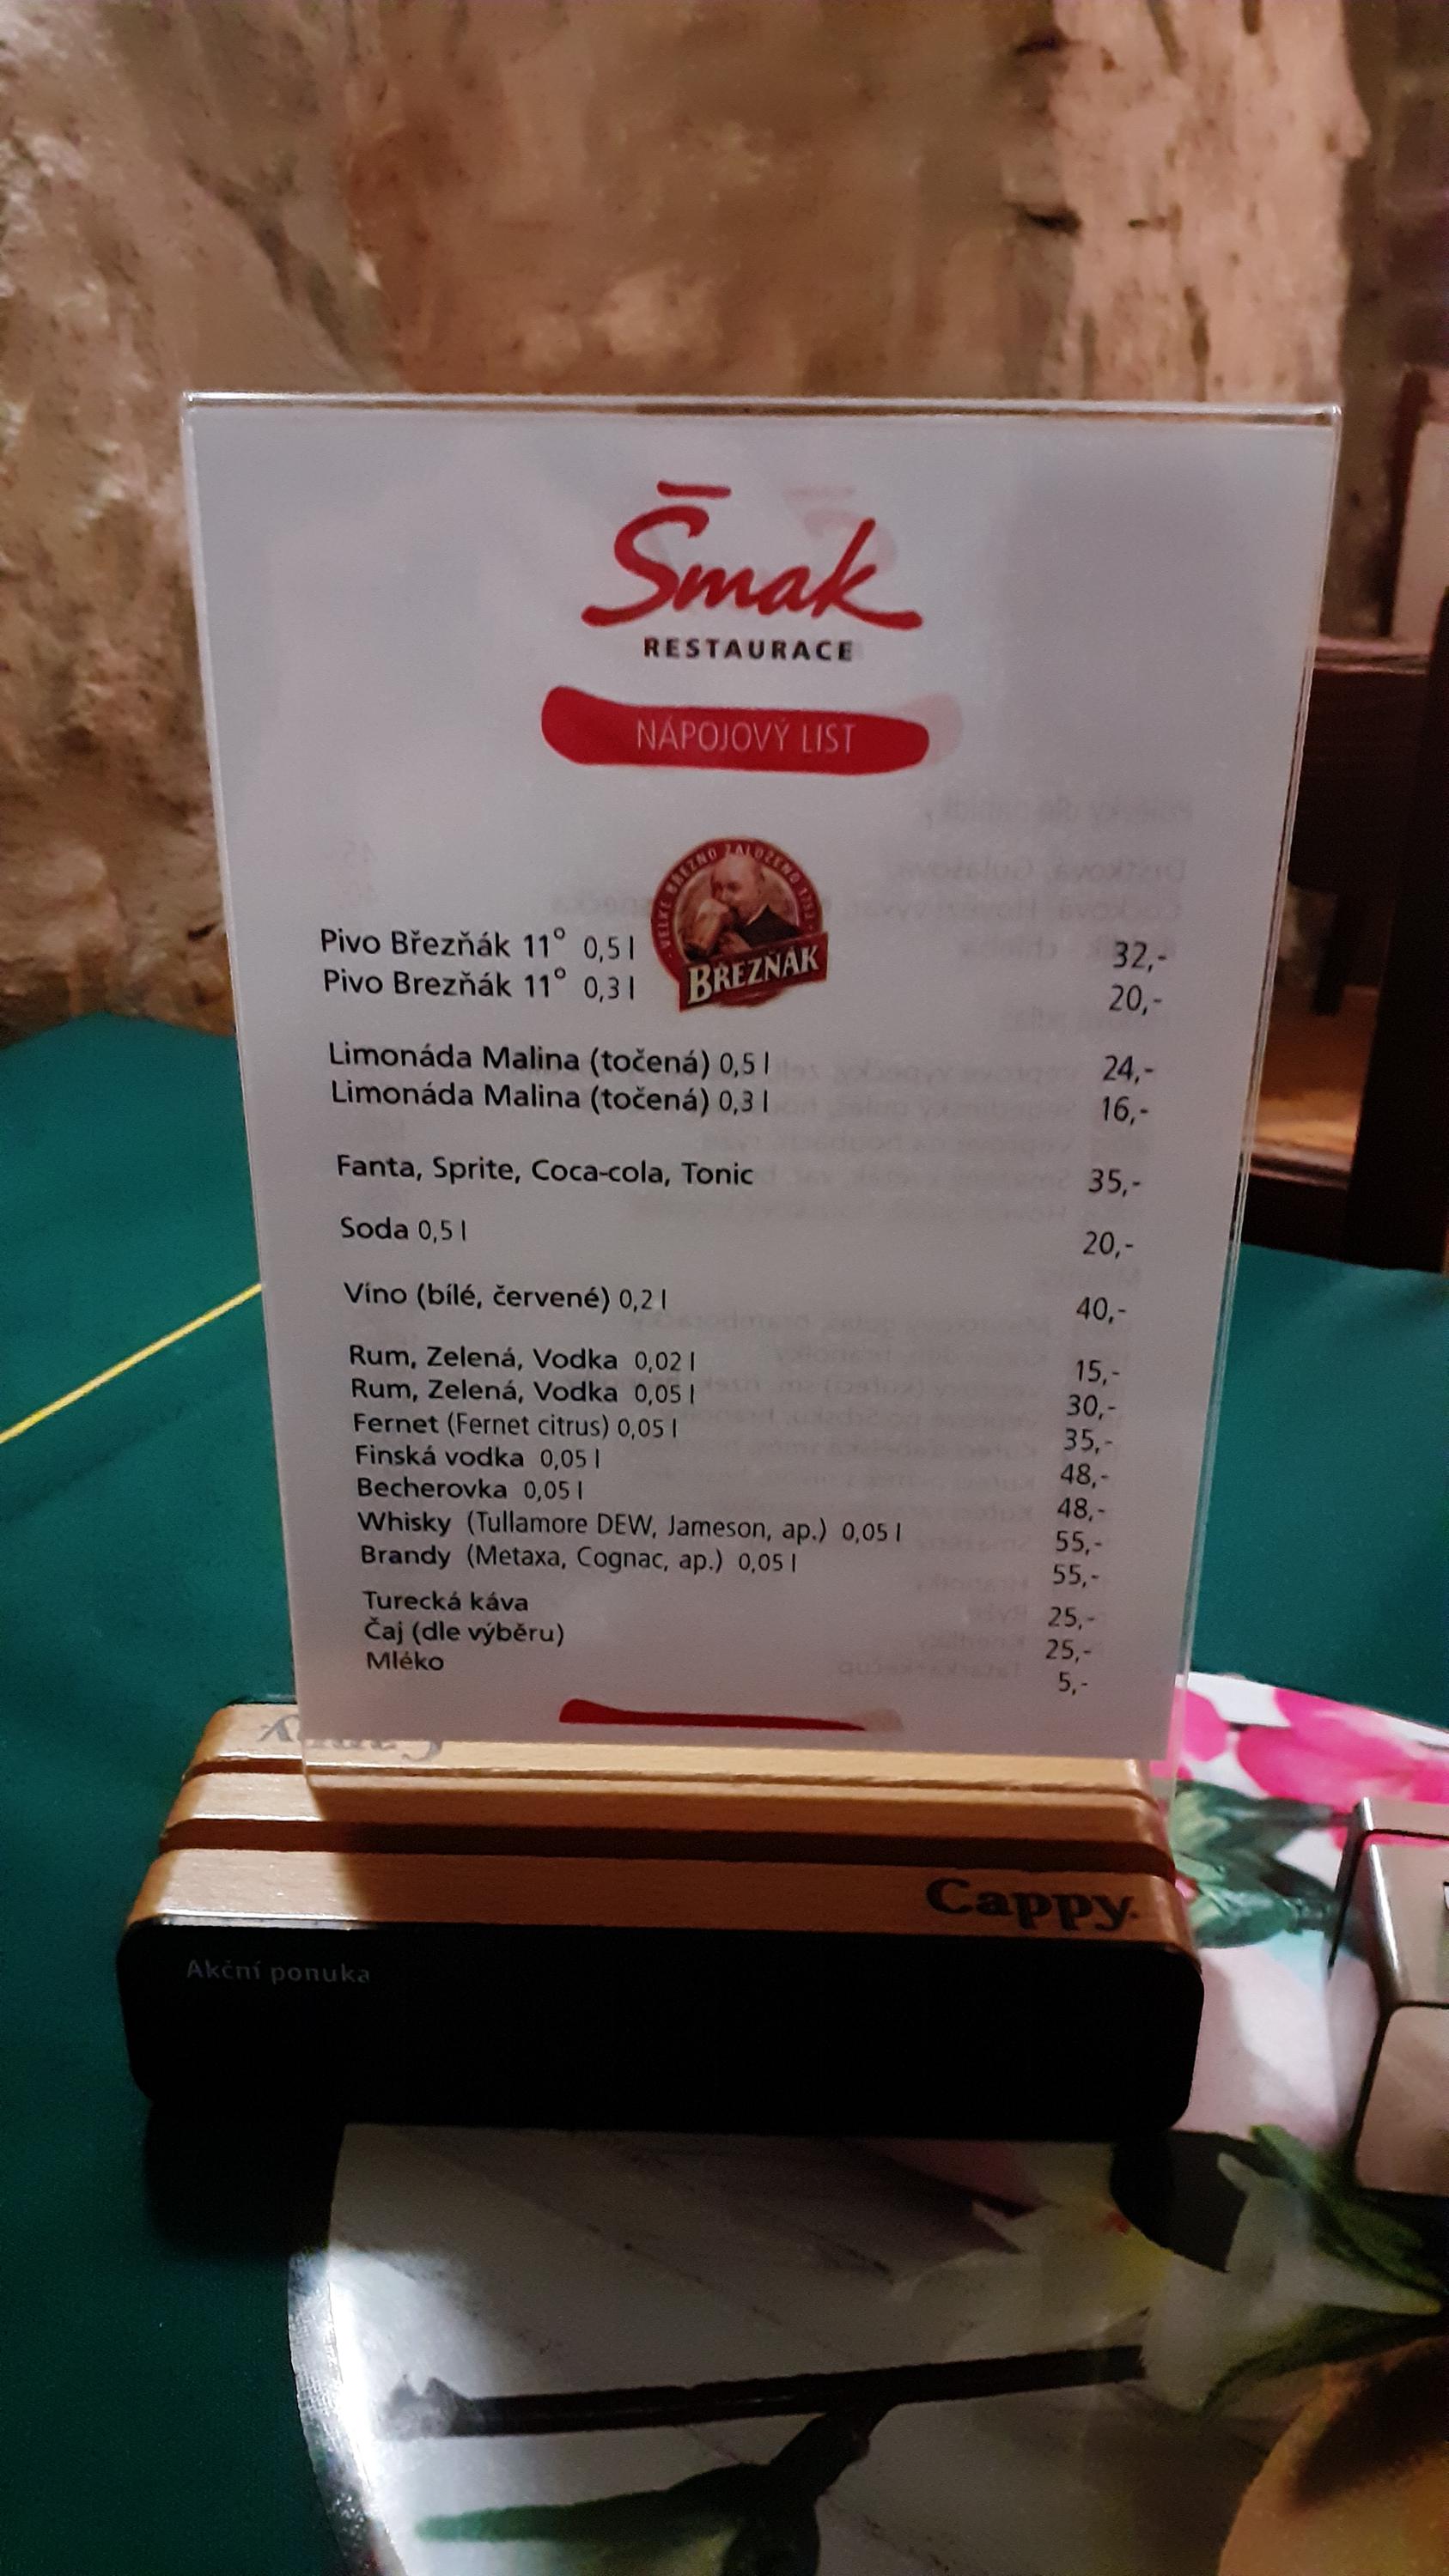 Šmak
RESTAURACE
NÁPOJOVÝ LIST
VELKÉ BŘEZNO ZALOŽENO 1753
BŘEZŇÁK
Pivo Březňák 11° 0,5 l 32,-
Pivo Brezňák 11° 0,3 l 20,-
Limonáda Malina (točená) 0,5 l 24,-
Limonáda Malina (točená) 0,3 l 16,-
Fanta, Sprite, Coca-cola, Tonic 35,-
Soda 0,5 l 20,-
Víno (bílé, červené) 0,2 l 40,-
Rum, Zelená, Vodka 0,02 l 15,-
Rum, Zelená, Vodka 0,05 l 30,-
Fernet (Fernet citrus) 0,05 l 35,-
Finská vodka 0,05 l 48,-
Becherovka 0,05 l 48,-
Whisky (Tullamore DEW, Jameson, ap.) 0,05 l 55,-
Brandy (Metaxa, Cognac, ap.) 0,05 l 55,-
Turecká káva 25,-
Čaj (dle výběru) 25,-
Mléko 5,-
Cappy
Cappy.
Akční ponuka